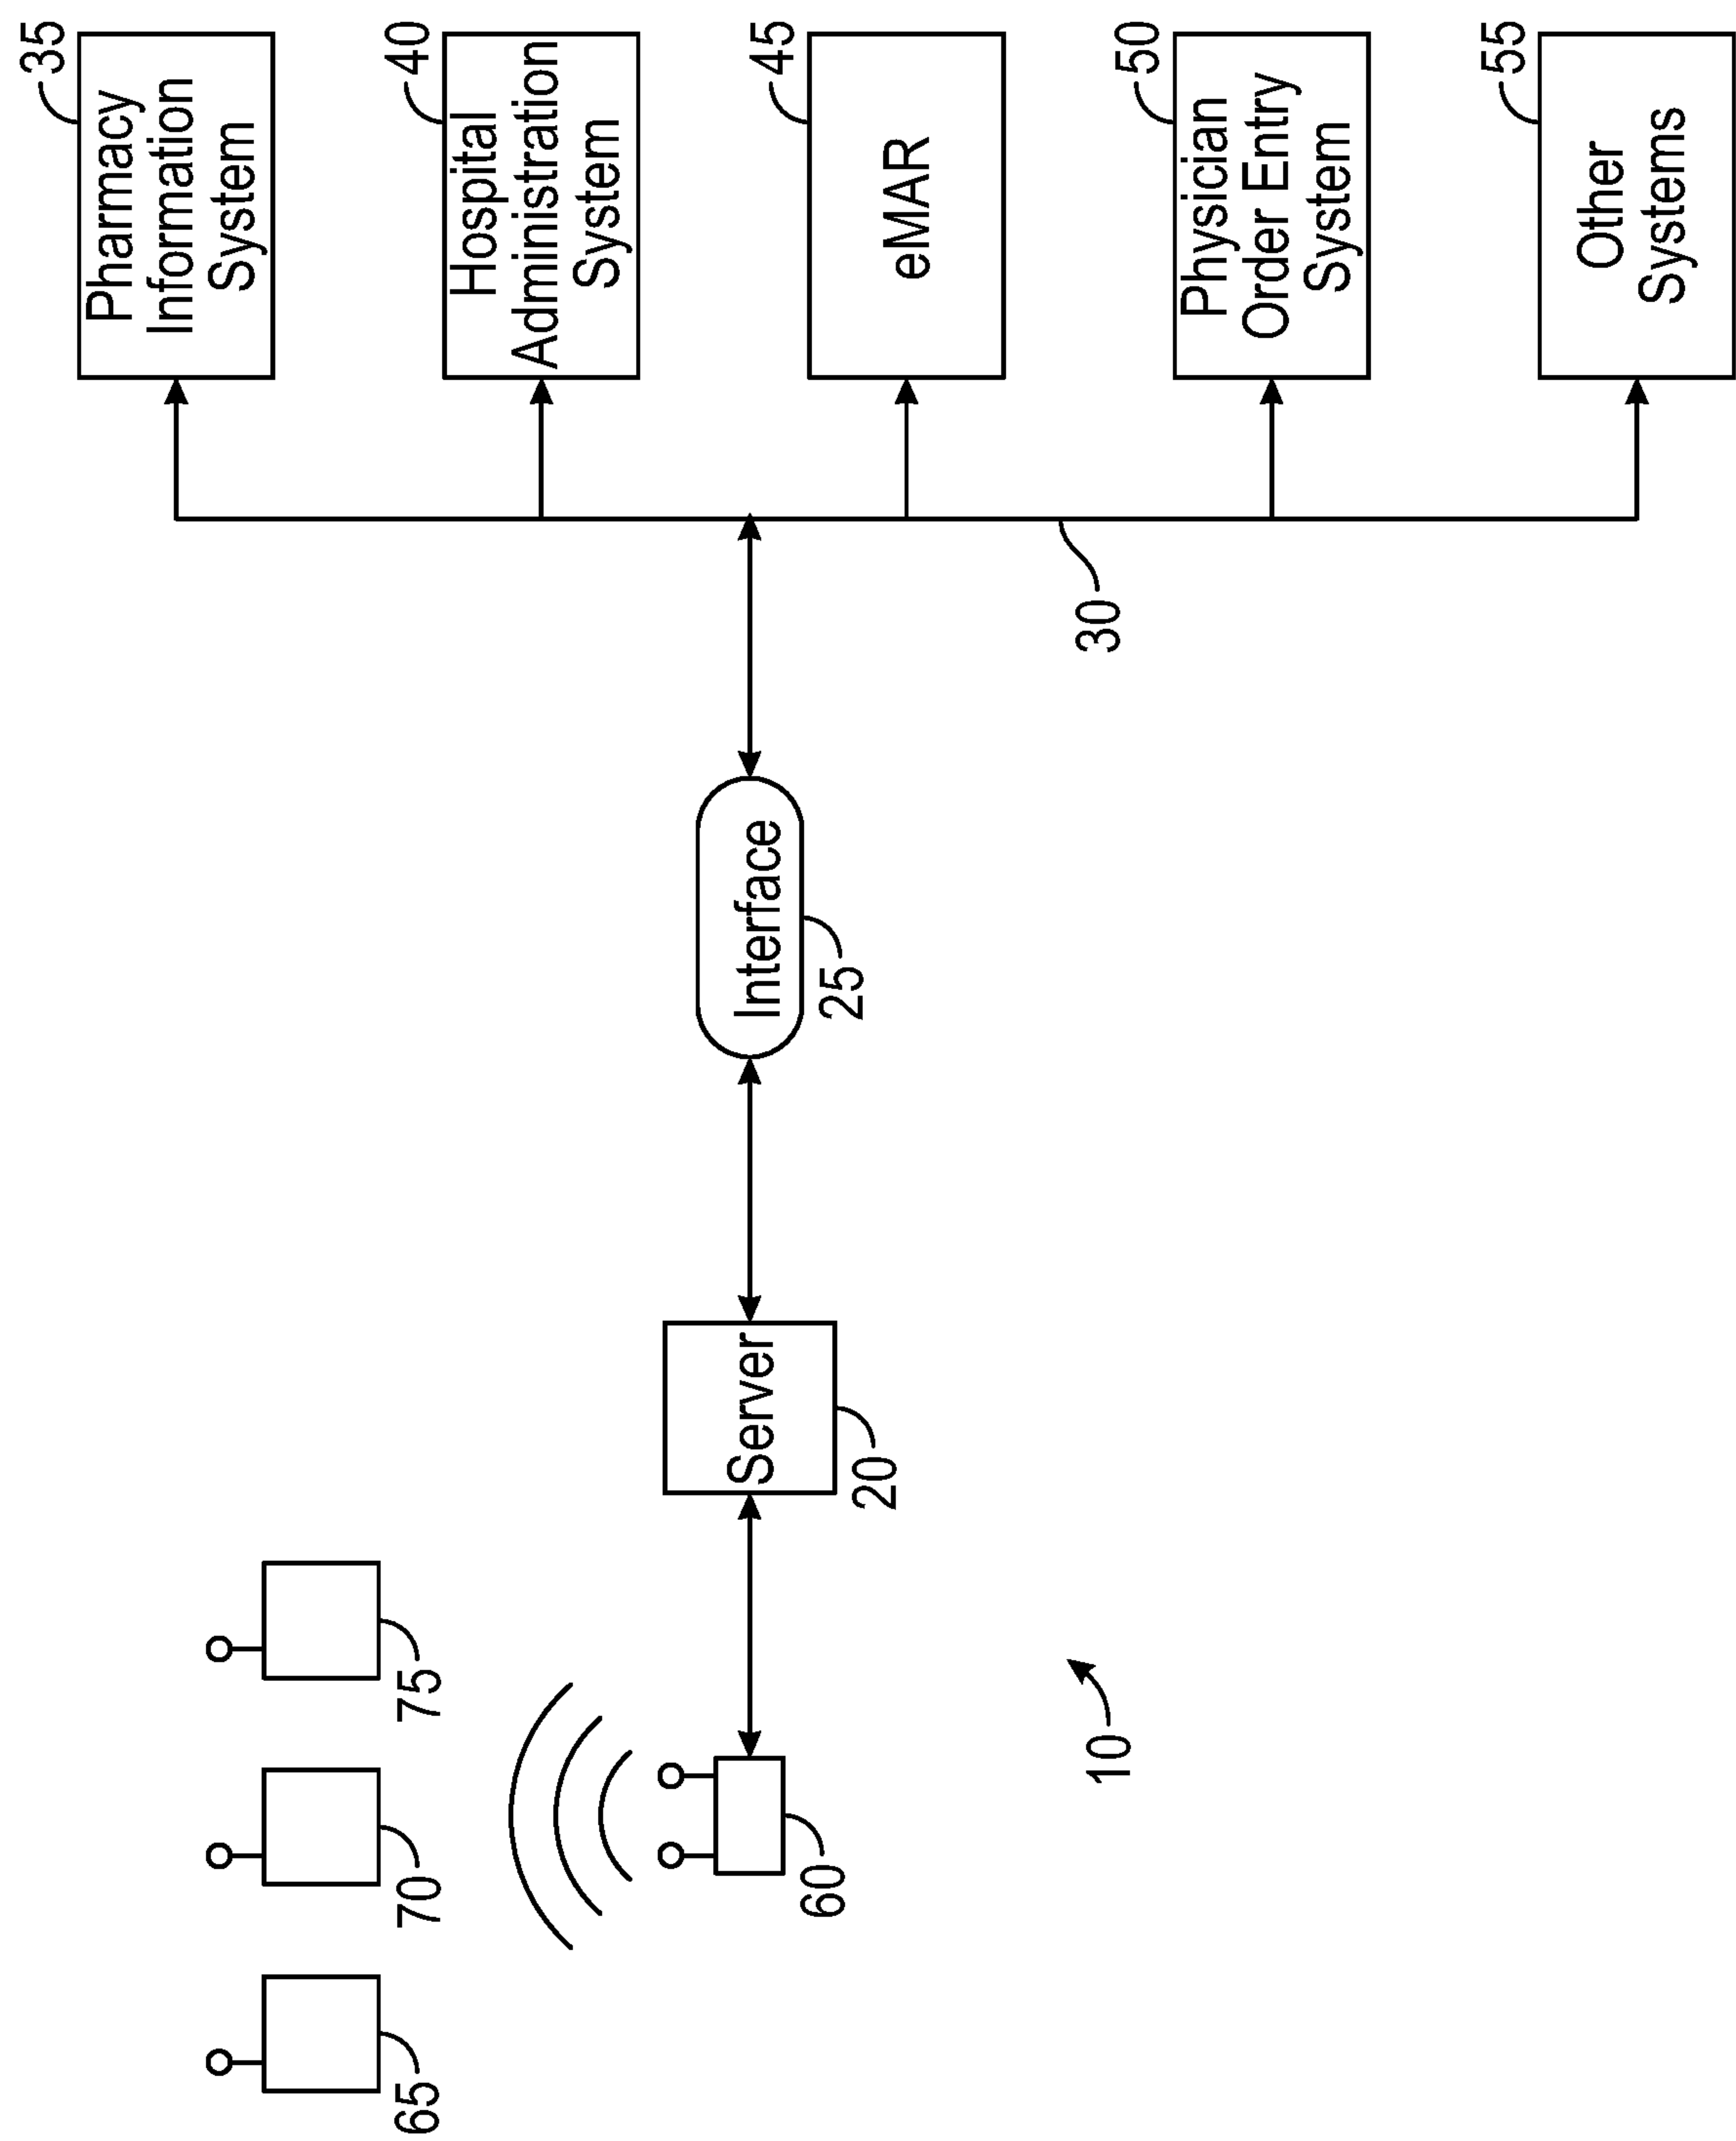 35
Pharmacy
Information
System
40
Hospital
Administration
System
45
eMAR
50
Physician
Order Entry
System
55
Other
Systems
30
Interface
25
Server
20
75
70
65
60
10